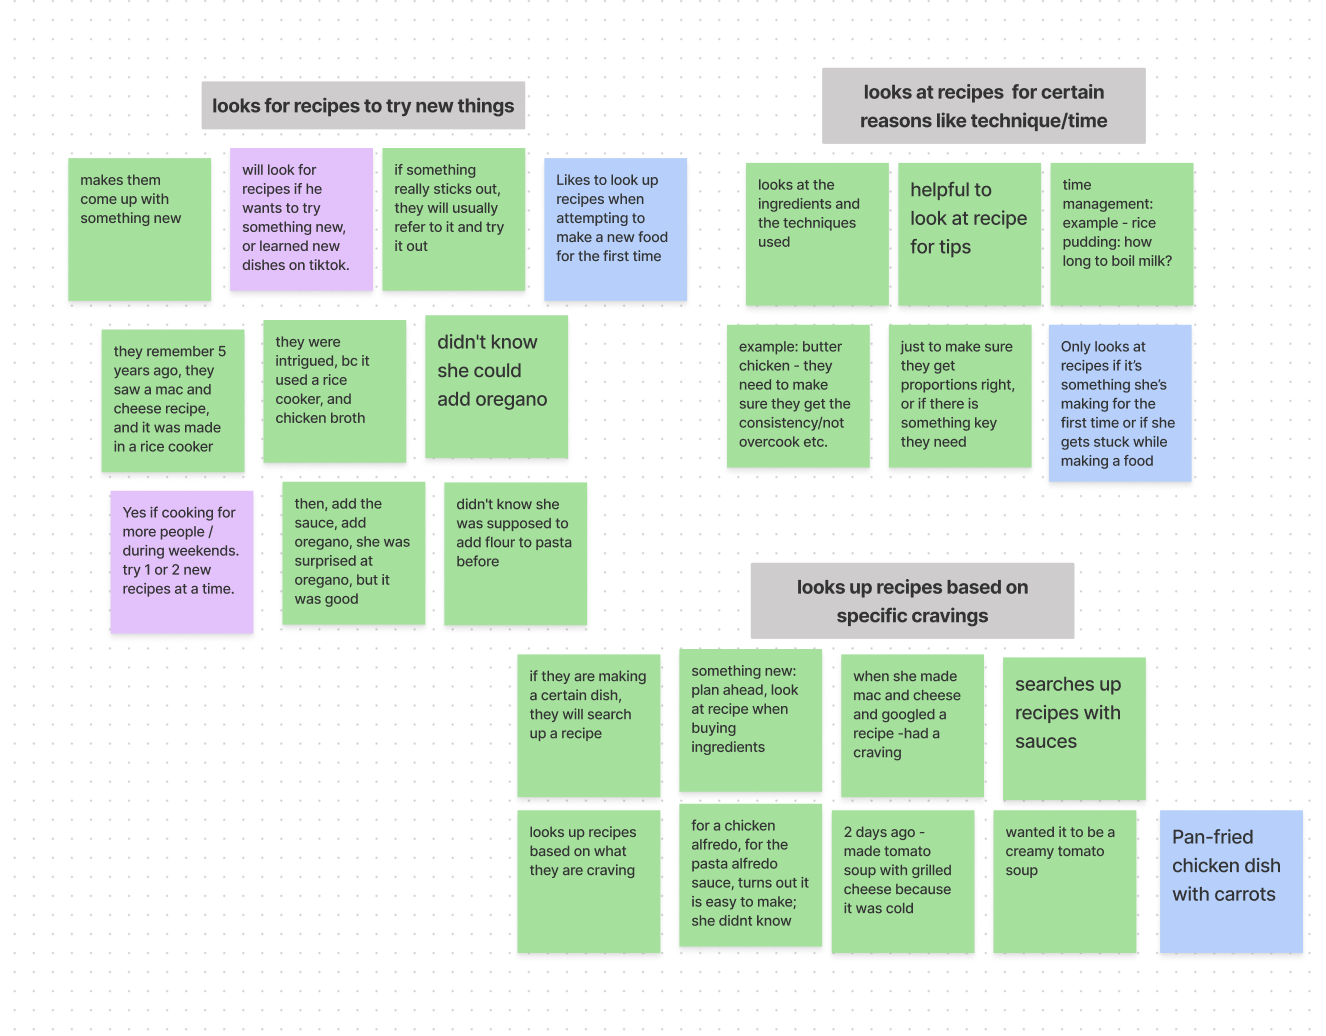 looks for recipes to try new things
makes them
come up with
something new
will look for
recipes if he
wants to try
something new,
or learned new
dishes on tiktok.
if something
really sticks out,
they will usually
refer to it and try
it out
Likes to look up
recipes when
attempting to
make a new food
for the first time
they remember 5
years ago, they
saw a mac and
cheese recipe,
and it was made
in a rice cooker
they were
intrigued, bc it
used a rice
cooker, and
chicken broth
didn't know
she could
add oregano
Yes if cooking for
more people /
during weekends.
try 1 or 2 new
recipes at a time.
then, add the
sauce, add
oregano, she was
surprised at
oregano, but it
was good
didn't know she
was supposed to
add flour to pasta
before
looks at recipes  for certain
reasons like technique/time
looks at the
ingredients and
the techniques
used
helpful to
look at recipe
for tips
time
management:
example - rice
pudding: how
long to boil milk?
example: butter
chicken - they
need to make
sure they get the
consistency/not
overcook etc.
just to make sure
they get
proportions right,
or if there is
something key
they need
Only looks at
recipes if it’s
something she’s
making for the
first time or if she
gets stuck while
making a food
looks up recipes based on
specific cravings
if they are making
a certain dish,
they will search
up a recipe
something new:
plan ahead, look
at recipe when
buying
ingredients
when she made
mac and cheese
and googled a
recipe -had a
craving
searches up
recipes with
sauces
looks up recipes
based on what
they are craving
for a chicken
alfredo, for the
pasta alfredo
sauce, turns out it
is easy to make;
she didnt know
2 days ago -
made tomato
soup with grilled
cheese because
it was cold
wanted it to be a
creamy tomato
soup
Pan-fried
chicken dish
with carrots